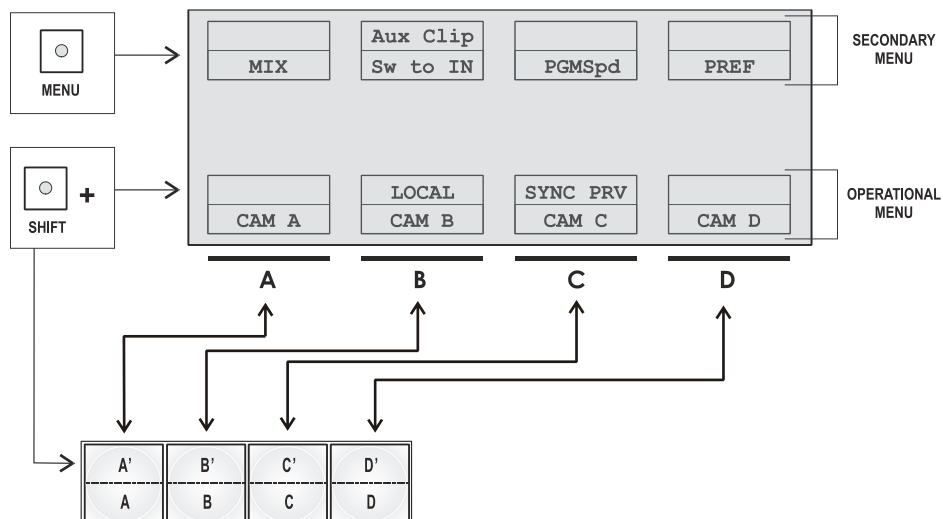 Aux Clip
MIX Sw to IN PGMSpd PREF
SECONDARY
MENU
MENU
LOCAL SYNC PRV
CAM A CAM B CAM C CAM D
OPERATIONAL
MENU
+
SHIFT
A B C D
A' B' C' D'
A B C D